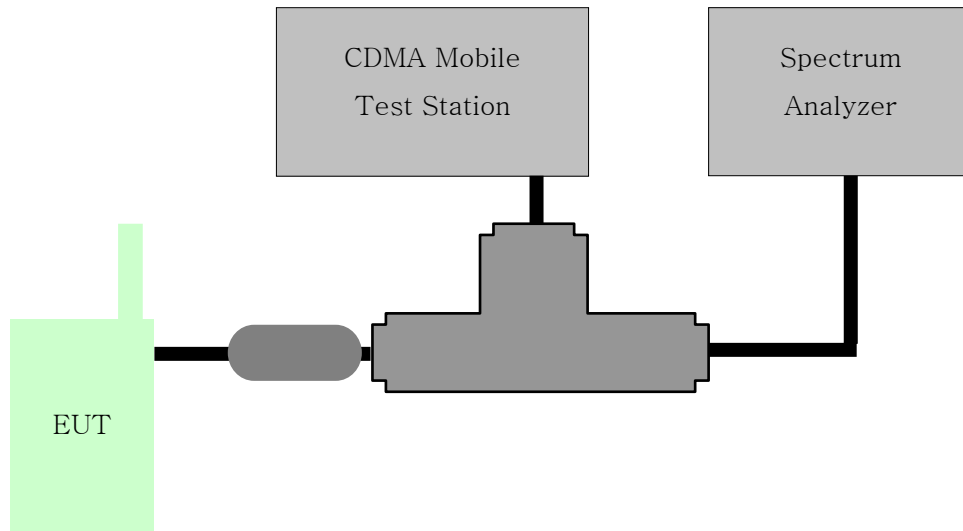 CDMA Mobile
Test Station
Spectrum
Analyzer
EUT